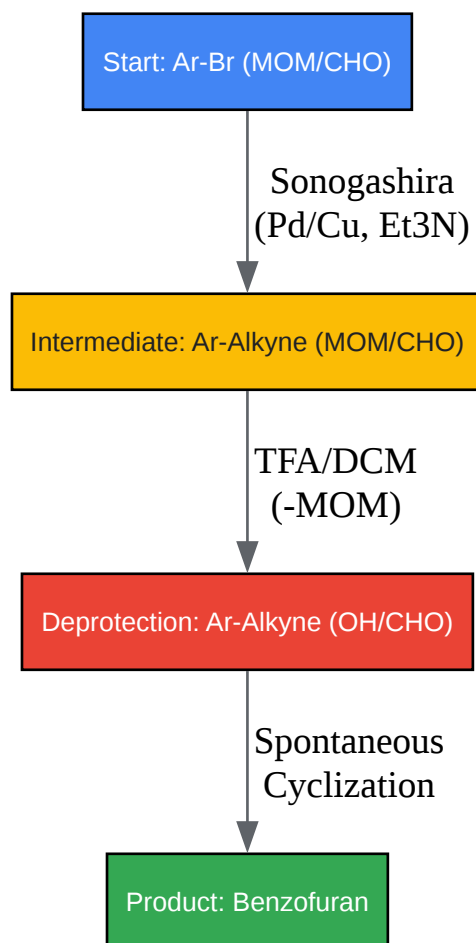 Start: Ar-Br (MOM/CHO)
Sonogashira
(Pd/Cu, Et3N)
Intermediate: Ar-Alkyne (MOM/CHO)
TFA/DCM
(-MOM)
Deprotection: Ar-Alkyne (OH/CHO)
Spontaneous
Cyclization
Product: Benzofuran